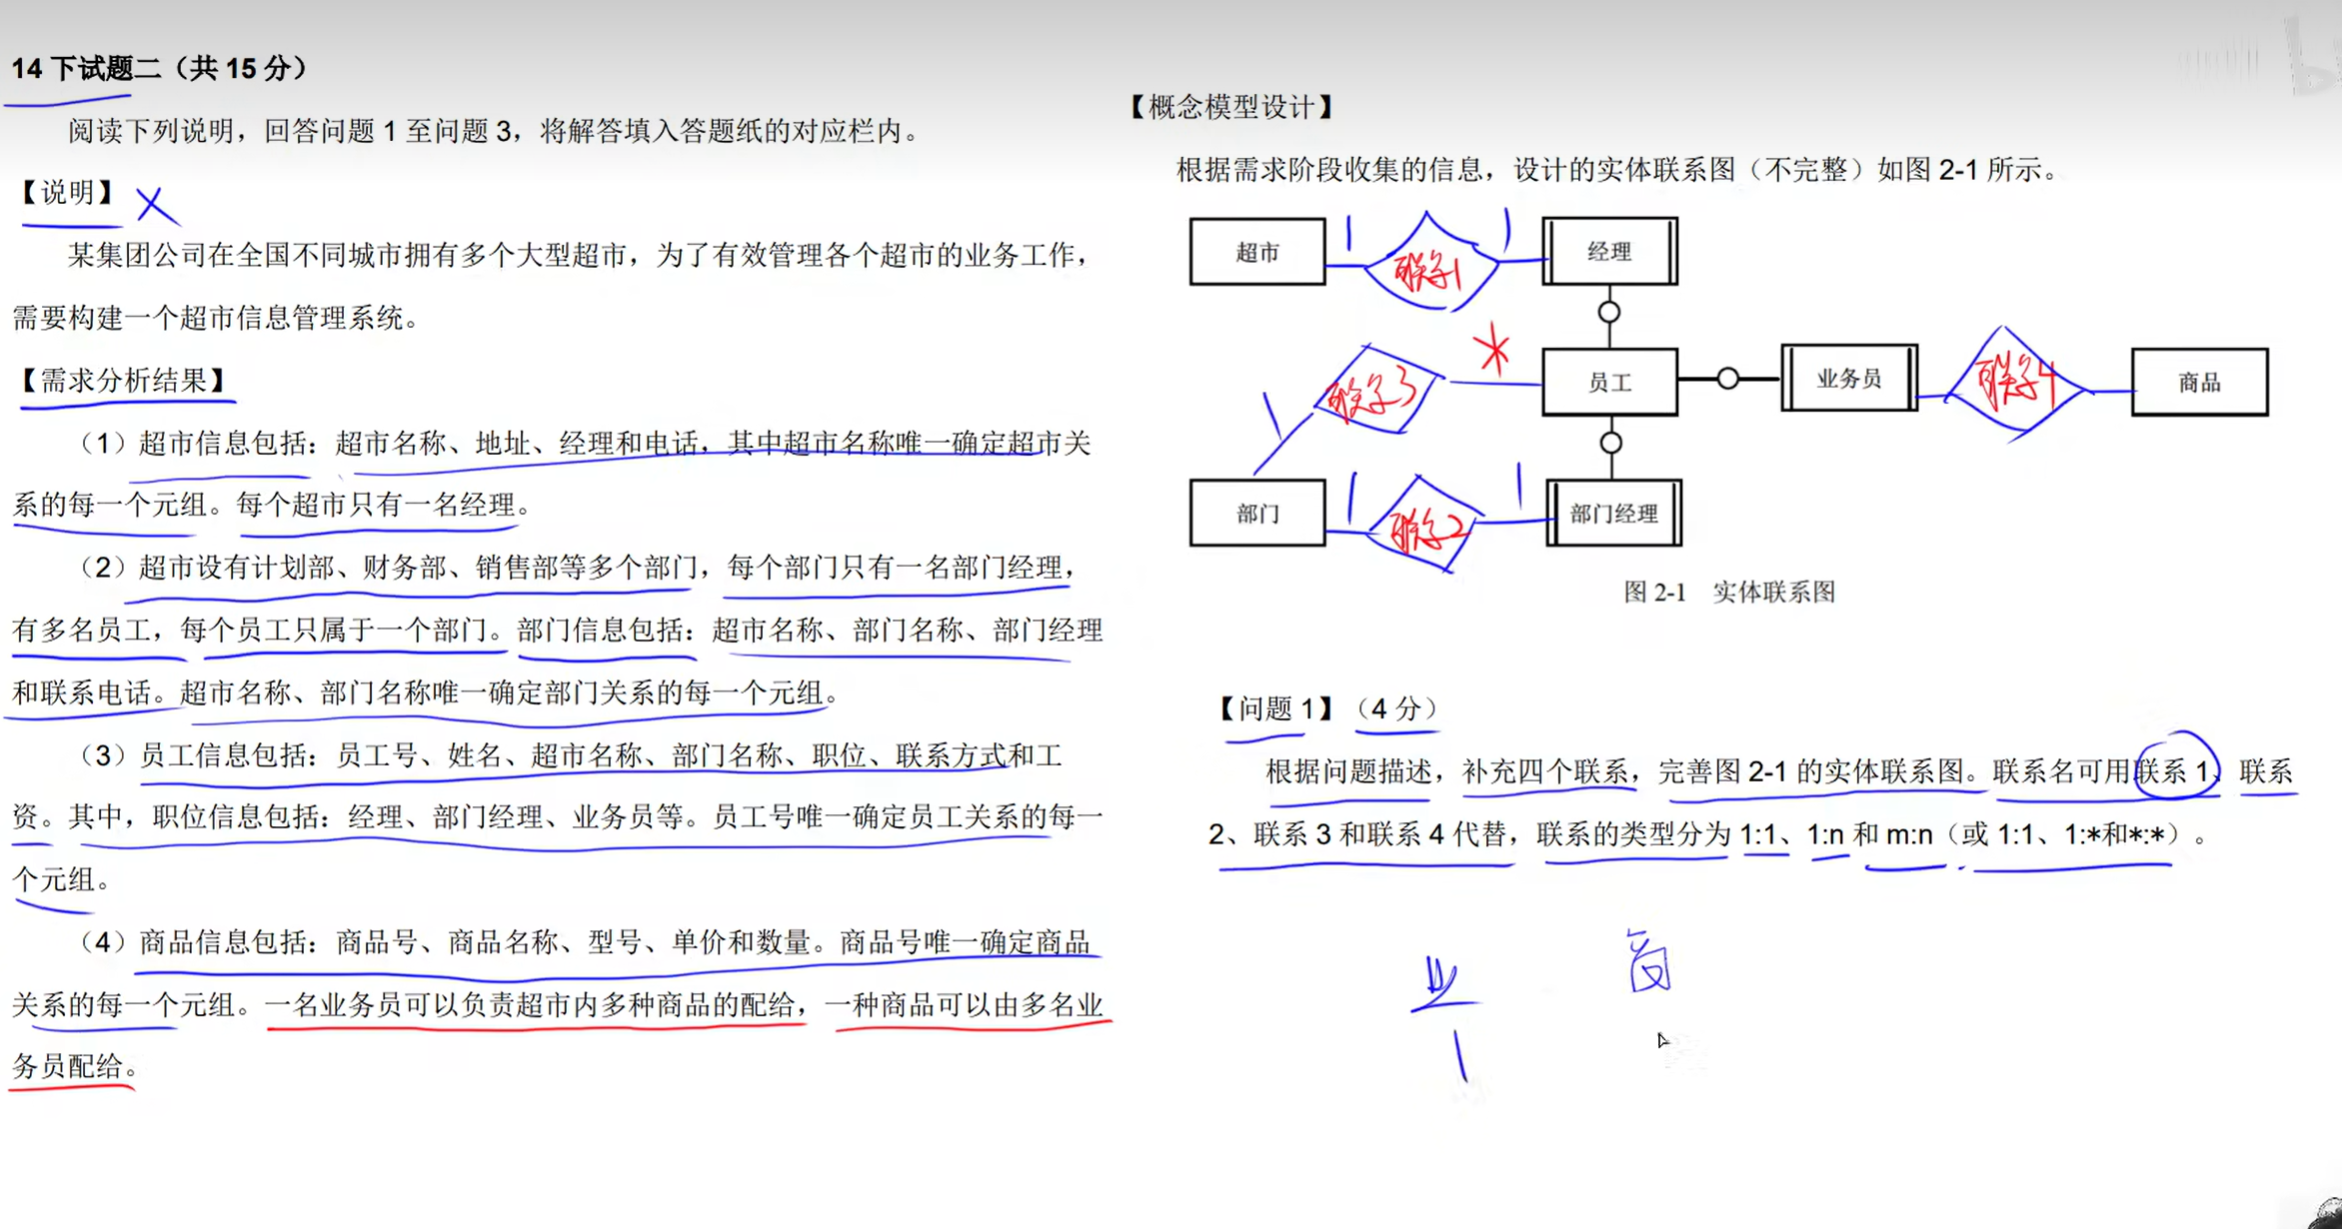 14 下试题二（共 15 分）
阅读下列说明，回答问题 1 至问题 3，将解答填入答题纸的对应栏内。
【说明】
某集团公司在全国不同城市拥有多个大型超市，为了有效管理各个超市的业务工作，
需要构建一个超市信息管理系统。
【需求分析结果】
（1）超市信息包括：超市名称、地址、经理和电话，其中超市名称唯一确定超市关
系的每一个元组。每个超市只有一名经理。
（2）超市设有计划部、财务部、销售部等多个部门，每个部门只有一名部门经理，
有多名员工，每个员工只属于一个部门。部门信息包括：超市名称、部门名称、部门经理
和联系电话。超市名称、部门名称唯一确定部门关系的每一个元组。
（3）员工信息包括：员工号、姓名、超市名称、部门名称、职位、联系方式和工
资。其中，职位信息包括：经理、部门经理、业务员等。员工号唯一确定员工关系的每一
个元组。
（4）商品信息包括：商品号、商品名称、型号、单价和数量。商品号唯一确定商品
关系的每一个元组。一名业务员可以负责超市内多种商品的配给，一种商品可以由多名业
务员配给。
【概念模型设计】
根据需求阶段收集的信息，设计的实体联系图（不完整）如图 2-1 所示。
超市 1 联系1 1 经理
联系3 * 员工 业务员 联系4 商品
1
部门 1 联系2 1 部门经理
图 2-1 实体联系图
【问题 1】（4 分）
根据问题描述，补充四个联系，完善图 2-1 的实体联系图。联系名可用联系 1、联系
2、联系 3 和联系 4 代替，联系的类型分为 1:1、1:n 和 m:n（或 1:1、1:*和*:*）。
业 商
1